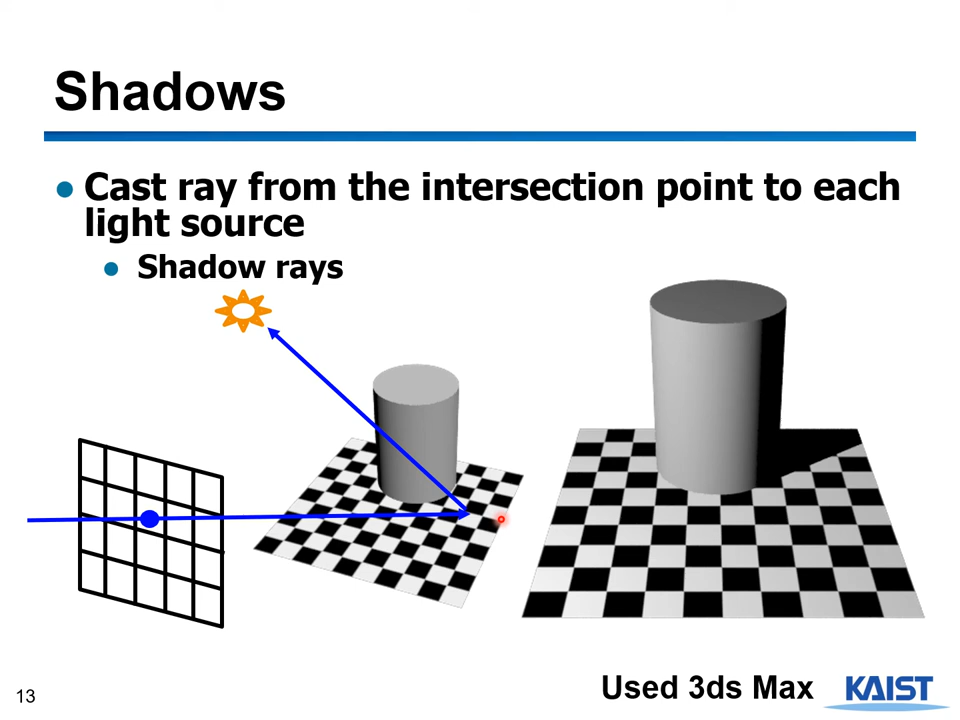 Shadows
Cast ray from the intersection point to each
light source
Shadow rays
13
Used 3ds Max
KAIST